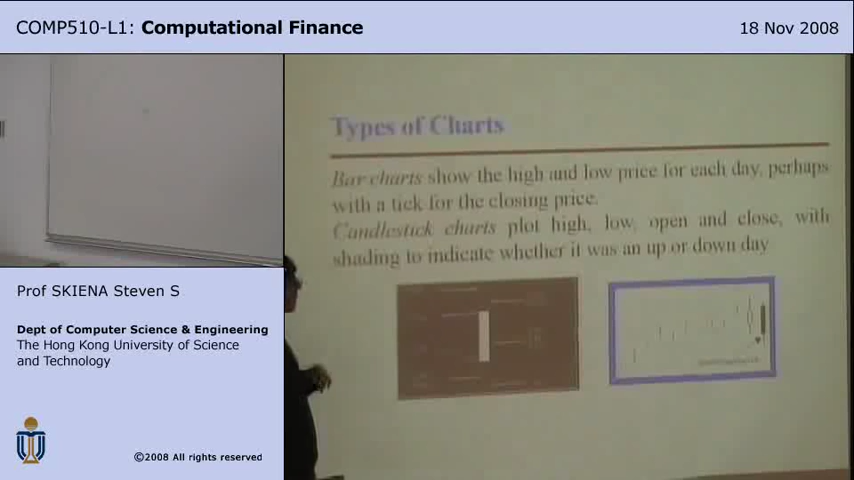 COMP510-L1: Computational Finance
18 Nov 2008
Types of Charts
Bar charts show the high and low price for each day, perhaps
with a tick for the closing price.
Candlestick charts plot high, low, open and close, with
shading to indicate whether it was an up or down day
Prof SKIENA Steven S
Dept of Computer Science & Engineering
The Hong Kong University of Science
and Technology
©2008 All rights reserved